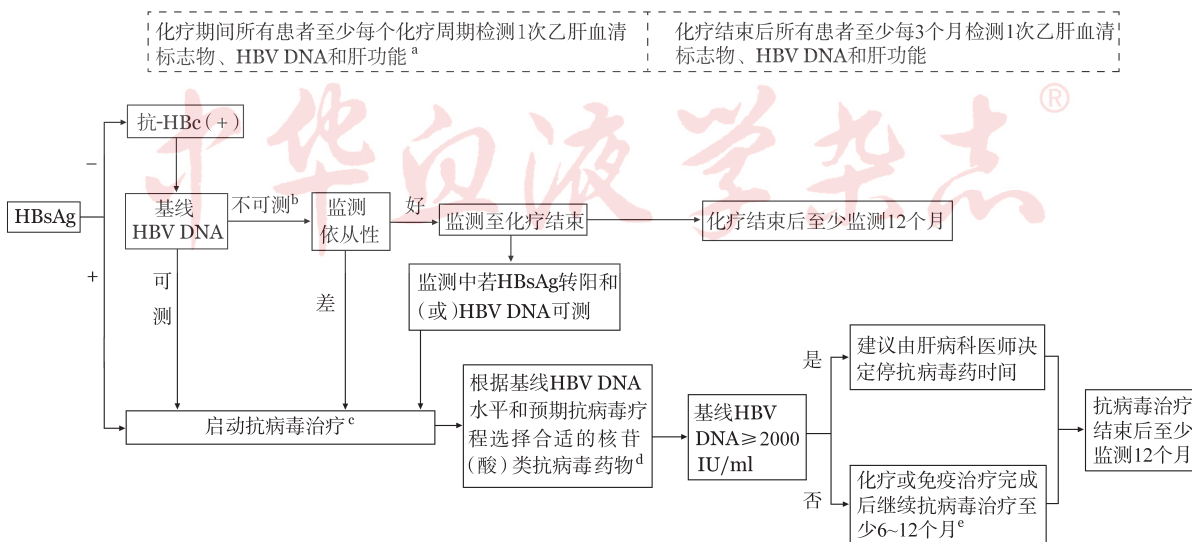 化疗期间所有患者至少每个化疗周期检测1次乙肝血清
标志物、HBV DNA和肝功能a
化疗结束后所有患者至少每3个月检测1次乙肝血清
标志物、HBV DNA和肝功能
中华血液学杂志®
抗-HBc(+)
−
HBsAg
+
基线
HBV DNA
不可测b
监测
依从性
好
监测至化疗结束
化疗结束后至少监测12个月
可
测
差
监测中若HBsAg转阳和
(或)HBV DNA可测
启动抗病毒治疗c
根据基线HBV DNA
水平和预期抗病毒疗
程选择合适的核苷
(酸)类抗病毒药物d
基线HBV
DNA≥2000
IU/ml
是
建议由肝病科医师决
定停抗病毒药时间
否
化疗或免疫治疗完成
后继续抗病毒治疗至
少6~12个月e
抗病毒治疗
结束后至少
监测12个月